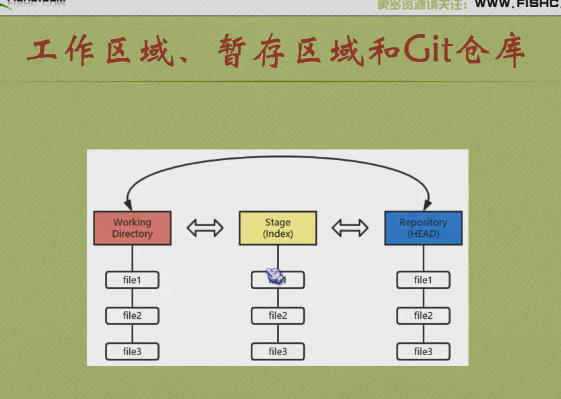 更多资源请关注：WWW.FISHC.
工作区域、暂存区域和Git仓库
Working
Directory
Stage
(Index)
Repository
(HEAD)
file1
file1
file2
file2
file2
file3
file3
file3